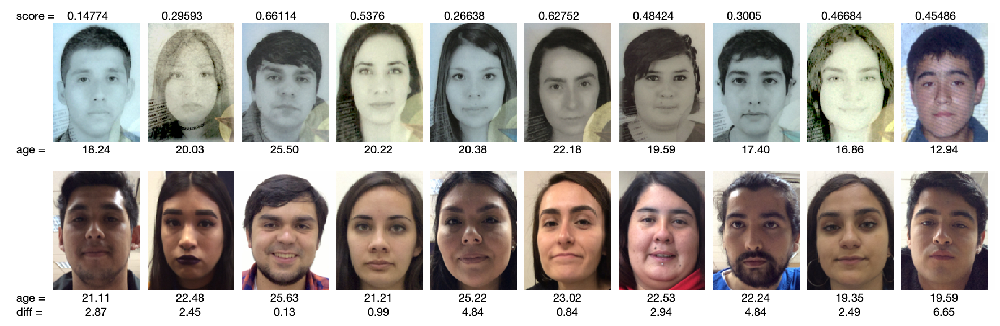 score = 0.14774 0.29593 0.66114 0.5376 0.26638 0.62752 0.48424 0.3005 0.46684 0.45486
age = 18.24 20.03 25.50 20.22 20.38 22.18 19.59 17.40 16.86 12.94
age = 21.11 22.48 25.63 21.21 25.22 23.02 22.53 22.24 19.35 19.59
diff = 2.87 2.45 0.13 0.99 4.84 0.84 2.94 4.84 2.49 6.65